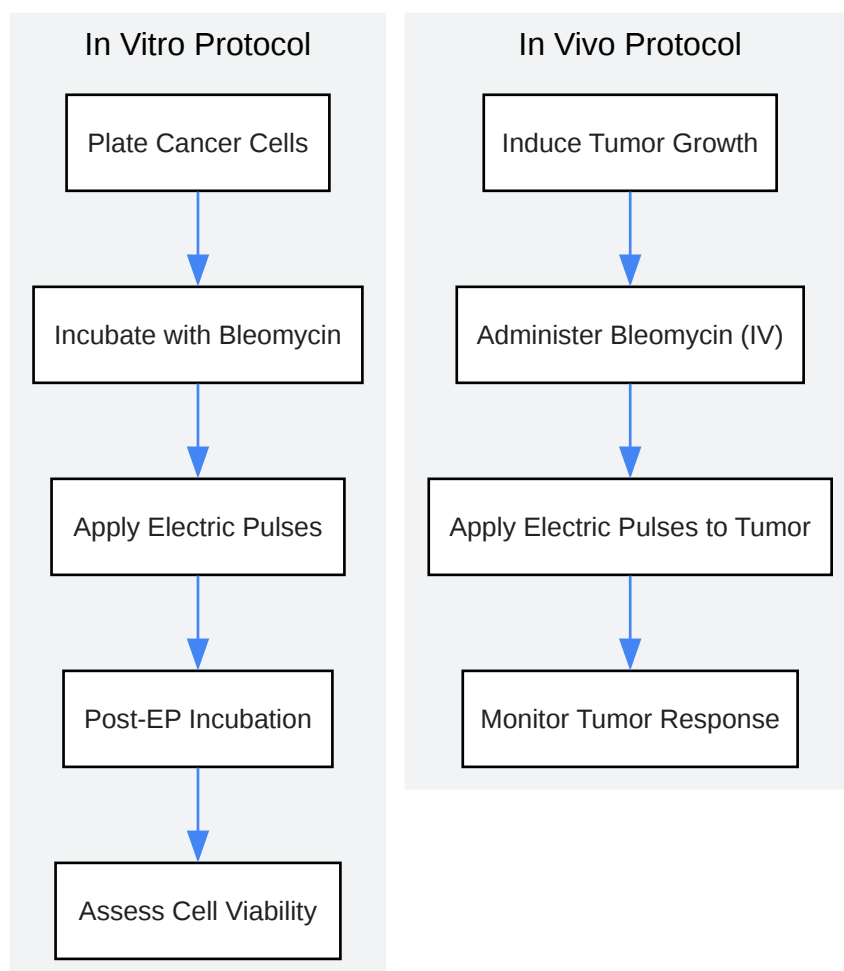 In Vitro Protocol
Plate Cancer Cells
Incubate with Bleomycin
Apply Electric Pulses
Post-EP Incubation
Assess Cell Viability
In Vivo Protocol
Induce Tumor Growth
Administer Bleomycin (IV)
Apply Electric Pulses to Tumor
Monitor Tumor Response